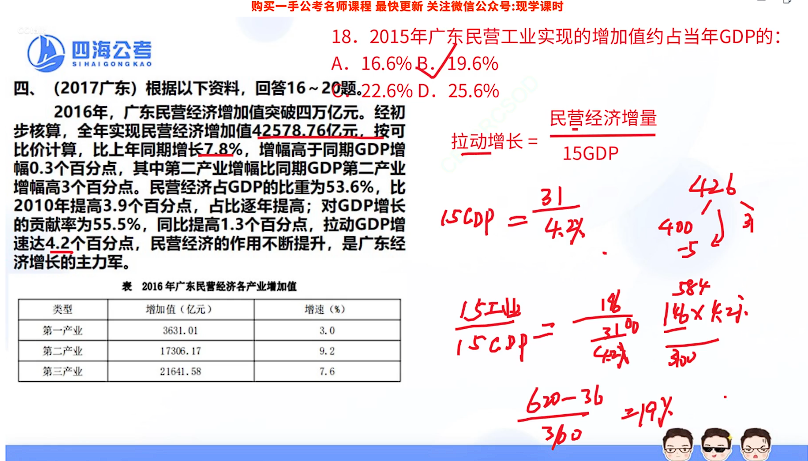 购买一手公考名师课程 最快更新 关注微信公众号:现学课时
四海公考
SIHAIGONGKAO
18．2015年广东民营工业实现的增加值约占当年GDP的：
A．16.6% B．19.6%
C．22.6% D．25.6%
四、（2017广东）根据以下资料，回答16～20题。
2016年，广东民营经济增加值突破四万亿元。经初
步核算，全年实现民营经济增加值42578.76亿元，按可
比价计算，比上年同期增长7.8%，增幅高于同期GDP增
幅0.3个百分点，其中第二产业增幅比同期GDP第二产业
增幅高3个百分点。民营经济占GDP的比重为53.6%，比
2010年提高3.9个百分点，占比逐年提高；对GDP增长
的贡献率为55.5%，同比提高1.3个百分点，拉动GDP增
速达4.2个百分点，民营经济的作用不断提升，是广东经
济增长的主力军。
表 2016年广东民营经济各产业增加值
类型 增加值（亿元） 增速（%）
第一产业 3631.01 3.0
第二产业 17306.17 9.2
第三产业 21641.58 7.6
拉动增长 = 民营经济增量
15GDP
15GDP = 31
4.2%
426
400
-5
31
15工业
15GDP
=
146
3100
4.2%
584
146×4.2%
3100
620-36
360
=19%